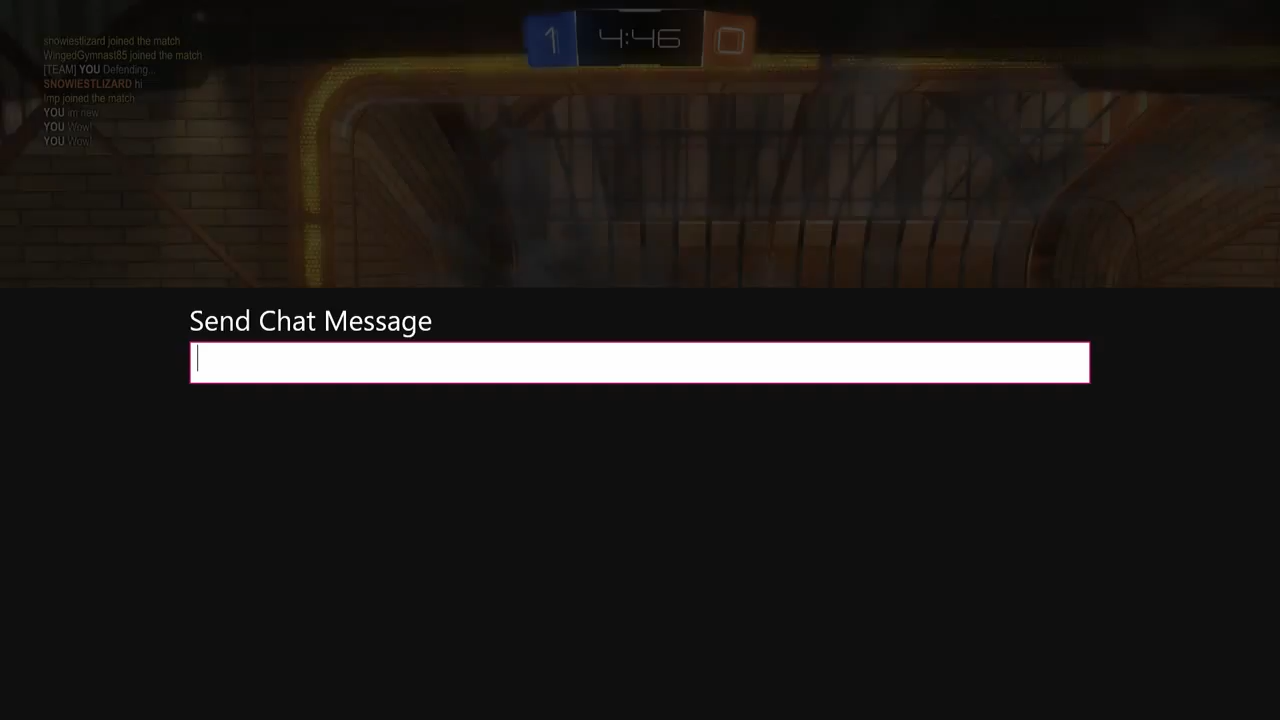 1 4:46 0
snowiestlizard joined the match
WingedGymnast85 joined the match
[TEAM] YOU Defending...
SNOWIESTLIZARD hi
Imp joined the match
YOU im new
YOU Wow!
YOU Wow!
Send Chat Message